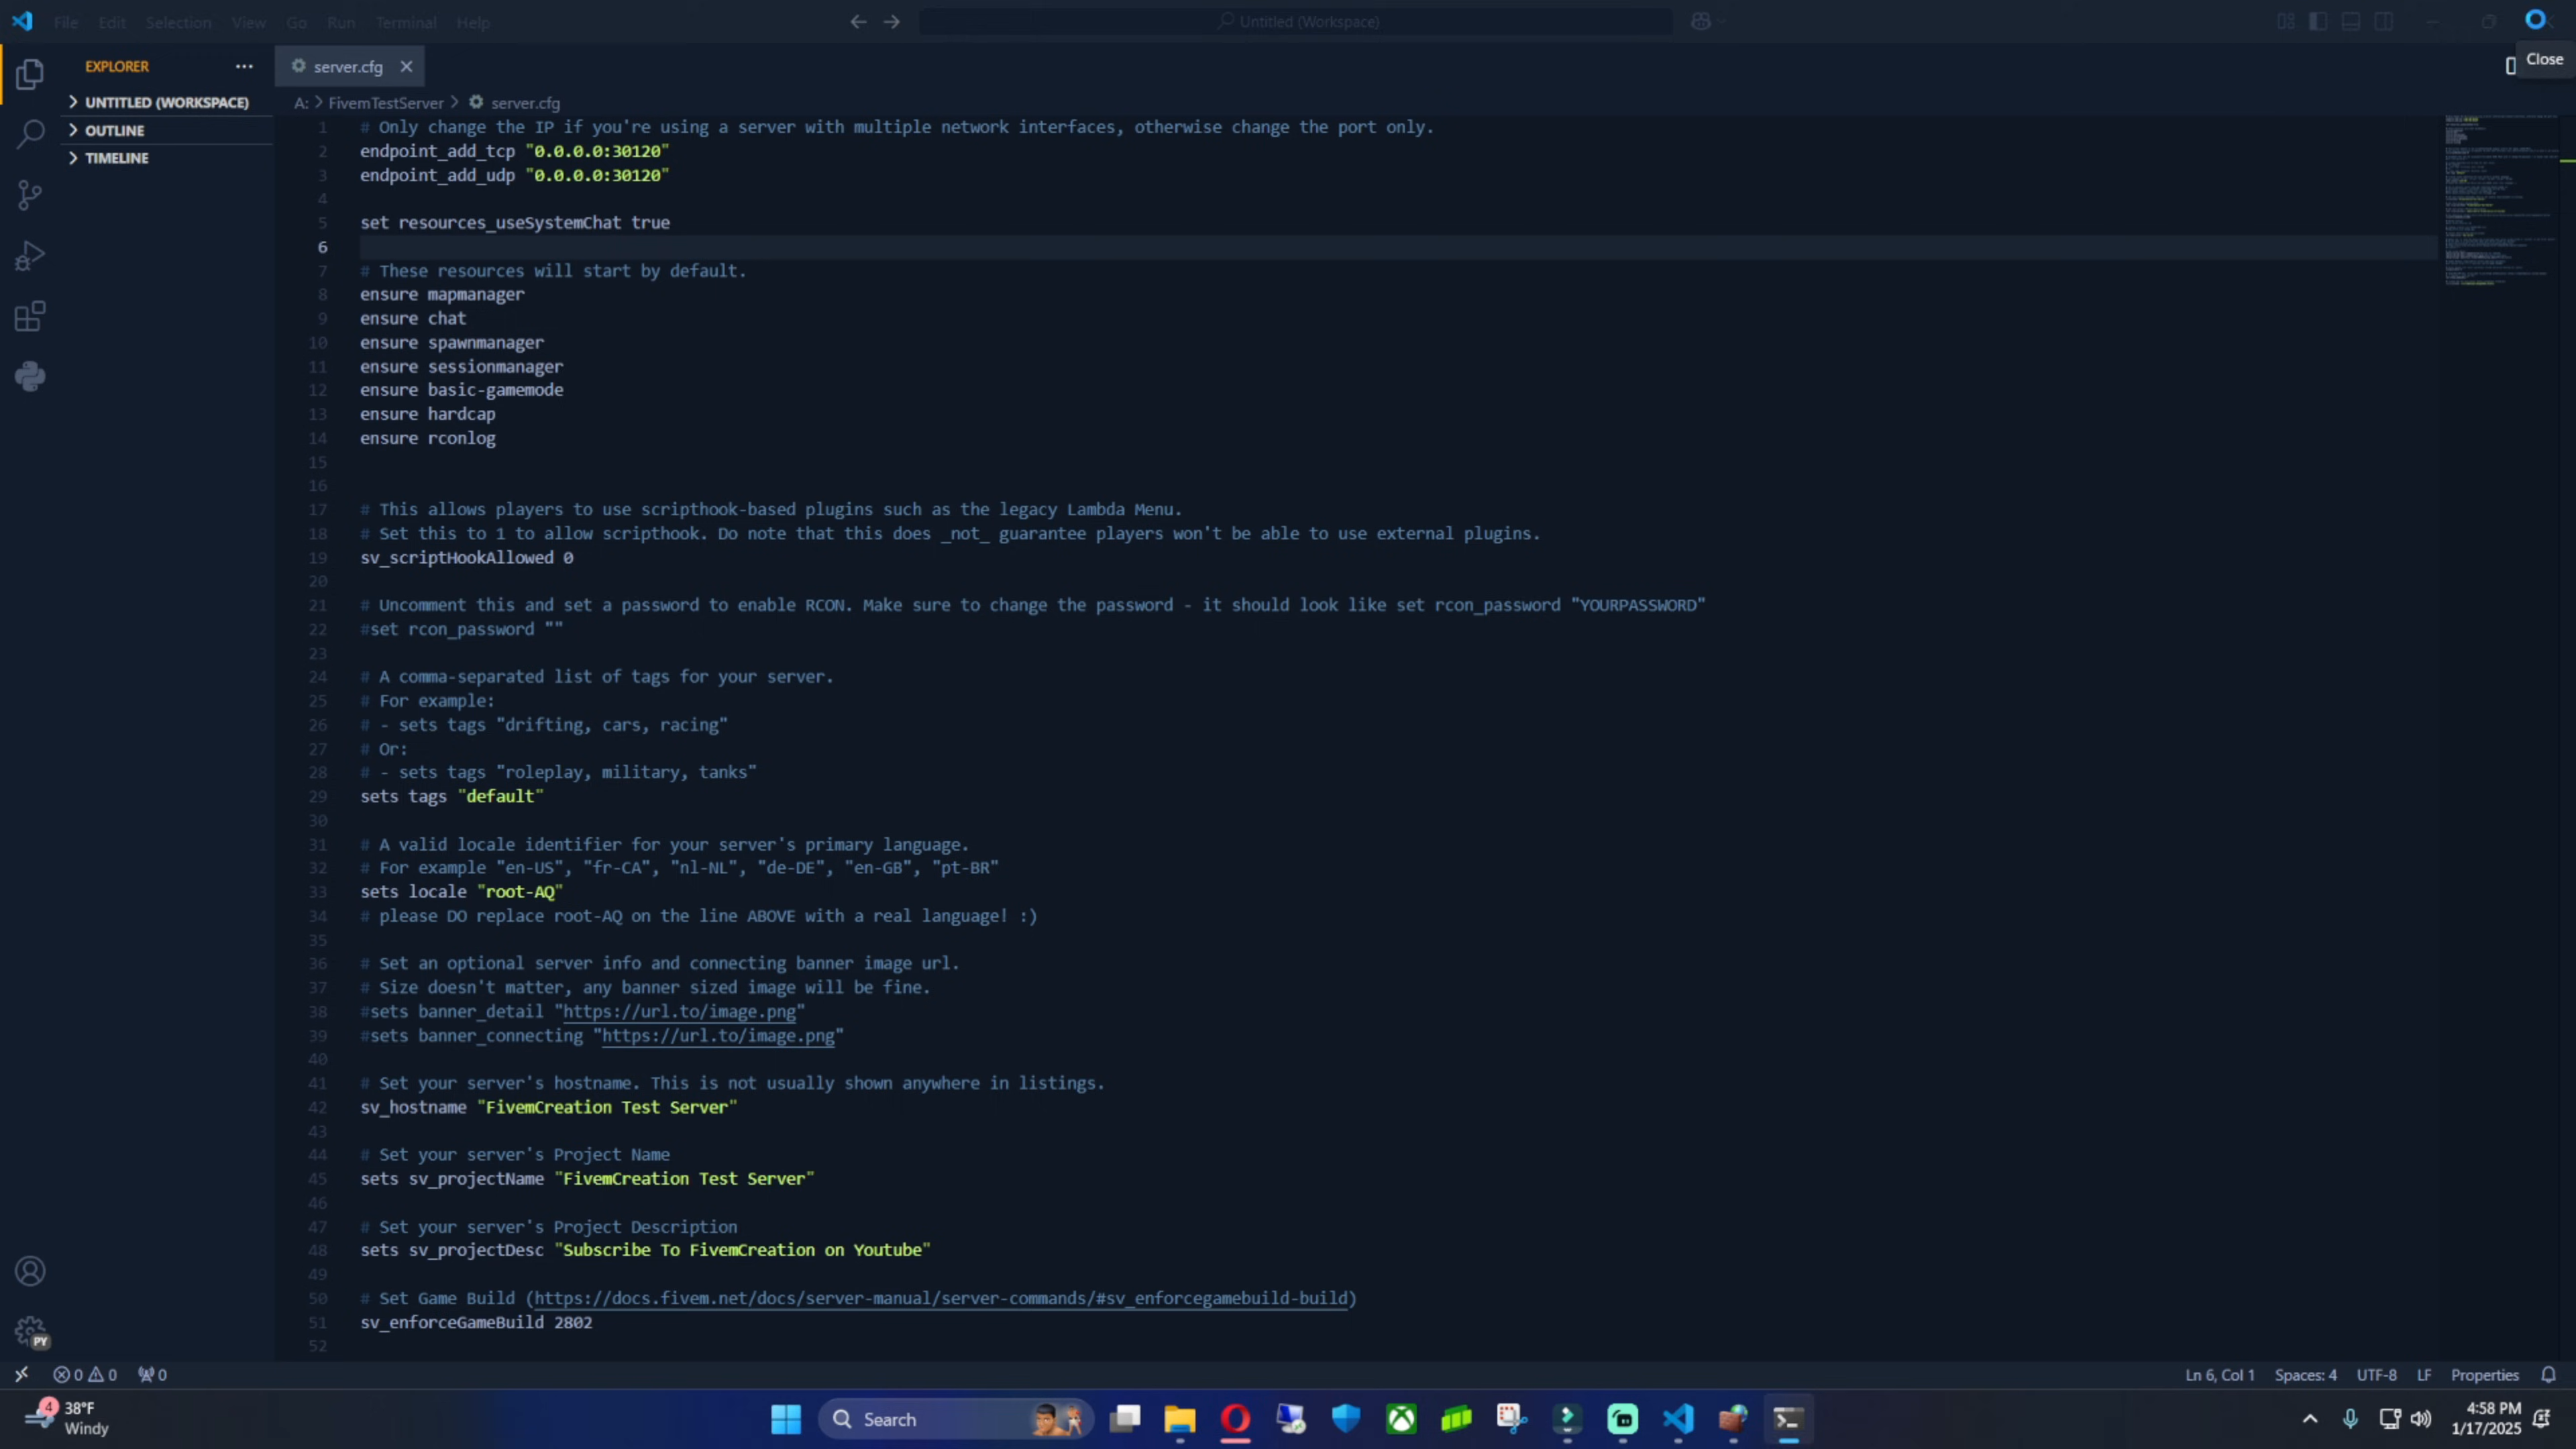 File Edit Selection View Go Run Terminal Help
Untitled (Workspace)
Close
EXPLORER
server.cfg
UNTITLED (WORKSPACE)
OUTLINE
TIMELINE
A: > FivemTestServer > server.cfg
1 # Only change the IP if you're using a server with multiple network interfaces, otherwise change the port only.
2 endpoint_add_tcp "0.0.0.0:30120"
3 endpoint_add_udp "0.0.0.0:30120"
4
5 set resources_useSystemChat true
6
7 # These resources will start by default.
8 ensure mapmanager
9 ensure chat
10 ensure spawnmanager
11 ensure sessionmanager
12 ensure basic-gamemode
13 ensure hardcap
14 ensure rconlog
15
16
17 # This allows players to use scripthook-based plugins such as the legacy Lambda Menu.
18 # Set this to 1 to allow scripthook. Do note that this does _not_ guarantee players won't be able to use external plugins.
19 sv_scriptHookAllowed 0
20
21 # Uncomment this and set a password to enable RCON. Make sure to change the password - it should look like set rcon_password "YOURPASSWORD"
22 #set rcon_password ""
23
24 # A comma-separated list of tags for your server.
25 # For example:
26 # - sets tags "drifting, cars, racing"
27 # Or:
28 # - sets tags "roleplay, military, tanks"
29 sets tags "default"
30
31 # A valid locale identifier for your server's primary language.
32 # For example "en-US", "fr-CA", "nl-NL", "de-DE", "en-GB", "pt-BR"
33 sets locale "root-AQ"
34 # please DO replace root-AQ on the line ABOVE with a real language! :)
35
36 # Set an optional server info and connecting banner image url.
37 # Size doesn't matter, any banner sized image will be fine.
38 #sets banner_detail "https://url.to/image.png"
39 #sets banner_connecting "https://url.to/image.png"
40
41 # Set your server's hostname. This is not usually shown anywhere in listings.
42 sv_hostname "FivemCreation Test Server"
43
44 # Set your server's Project Name
45 sets sv_projectName "FivemCreation Test Server"
46
47 # Set your server's Project Description
48 sets sv_projectDesc "Subscribe To FivemCreation on Youtube"
49
50 # Set Game Build (https://docs.fivem.net/docs/server-manual/server-commands/#sv_enforcegamebuild-build)
51 sv_enforceGameBuild 2802
52
PY
0 0 0
Ln 6, Col 1 Spaces: 4 UTF-8 LF Properties
4 38°F
Windy
Search
4:58 PM
1/17/2025